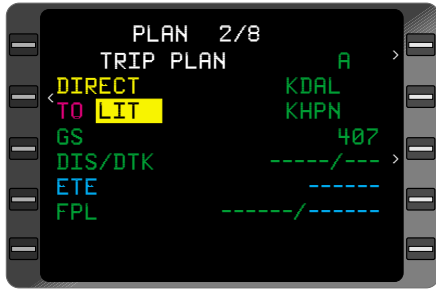 PLAN 2/8
TRIP PLAN A >
DIRECT KDAL
< TO LIT KHPN
GS 407
DIS/DTK -----/--- >
ETE ------
FPL -----/------